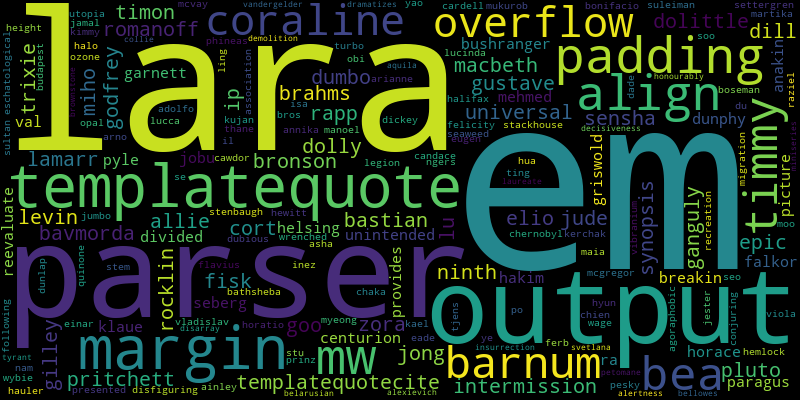 lara
em
parser
output
templatequote
margin
padding
align
barnum
overflow
coraline
timmy
mw
bea
templatequotecite
intermission
pritchett
timon
romanoff
dumbo
brahms
rapp
dolly
bronson
garnett
ip
godfrey
miho
trixie
val
opal
lamarr
pyle
jobu
levin
allie
bavmorda
divided
cort
helsing
bastian
unintended
lu
macbeth
gustave
mehmed
universal
bushranger
sensha
dolittle
dill
anakin
dunphy
griswold
elio
jude
synopsis
ganguly
picture
epic
falkor
breakin
ninth
hakim
provides
zora
centurion
jong
goo
seberg
fisk
rocklin
gilley
klaue
reevaluate
horace
pluto
paragus
hemlock
viola
conjuring
jester
agoraphobic
mcgregor
chernobyl
kerchak
maia
vibranium
recreation
migration
stackhouse
halifax
felicity
seaweed
eugen
lucinda
cardell
mukurob
bonifacio
suleiman
settergren
martika
raziel
boseman
honourably
decisiveness
dade
soo
du
moo
seo
hua
ting
candace
ngers
legion
cawdor
thane
il
kujan
lucca
adolfo
arno
budapest
ozone
halo
kimmy
jamal
utopia
height
mcvay
phineas
collie
vandergelder
dramatizes
demolition
turbo
yao
obi
aquila
arianne
association
ling
isa
bros
annika
manoel
dickey
sultan
eschatological
se
stenbaugh
hewitt
dubious
wrenched
asha
inez
flavius
bathsheba
chaka
jumbo
stem
quinone
dunlap
following
tyrant
einar
nam
wybie
hauler
presented
disfiguring
ainley
vladislav
disarray
horatio
myeong
kael
stu
prinz
eade
ye
insurrection
svetlana
belarusian
alexievich
tjens
po
hyun
chien
wage
ferb
ra
pesky
alertness
petomane
bellowes
laureate